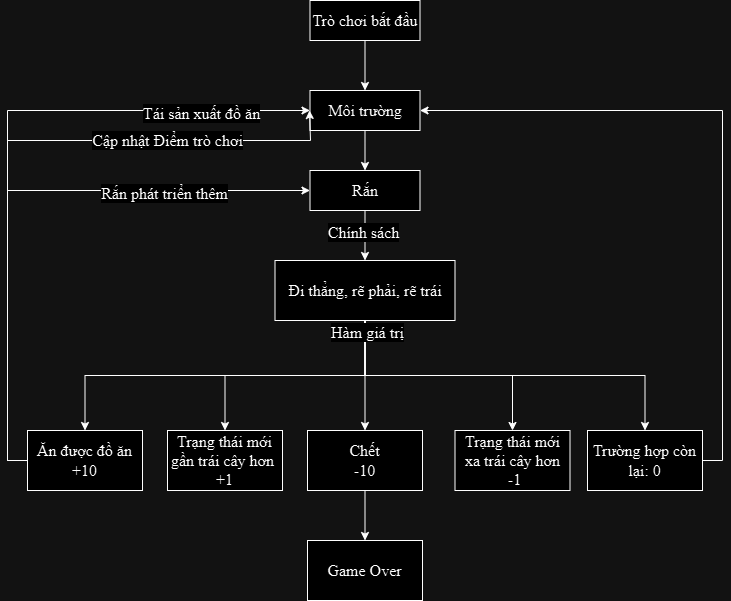 Trò chơi bắt đầu
Môi trường
Tái sản xuất đồ ăn
Cập nhật Điểm trò chơi
Rắn
Rắn phát triển thêm
Chính sách
Đi thẳng, rẽ phải, rẽ trái
Hàm giá trị
Ăn được đồ ăn
+10
Trạng thái mới
gần trái cây hơn
+1
Chết
-10
Trạng thái mới
xa trái cây hơn
-1
Trường hợp còn
lại: 0
Game Over